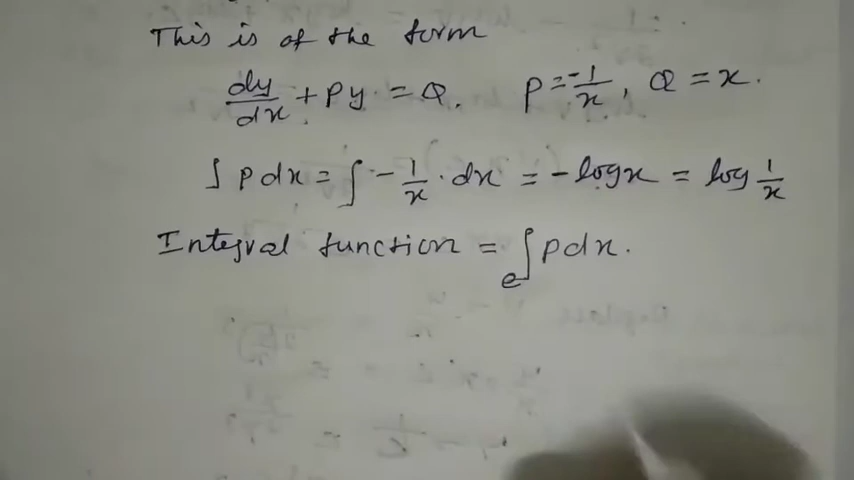 This is of the form
dy/dx + Py = Q. P = -1/x, Q = x.
∫ P dx = ∫ - 1/x · dx = - log x = log 1/x
Integral function = e^∫ P dx.